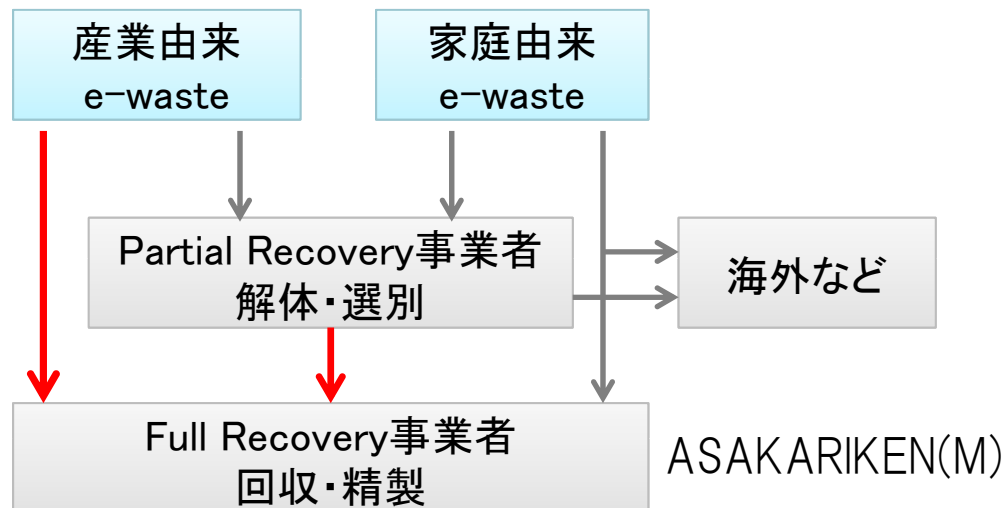 産業由来
e-waste
家庭由来
e-waste
Partial Recovery事業者
解体・選別
海外など
Full Recovery事業者
回収・精製
ASAKARIKEN(M)